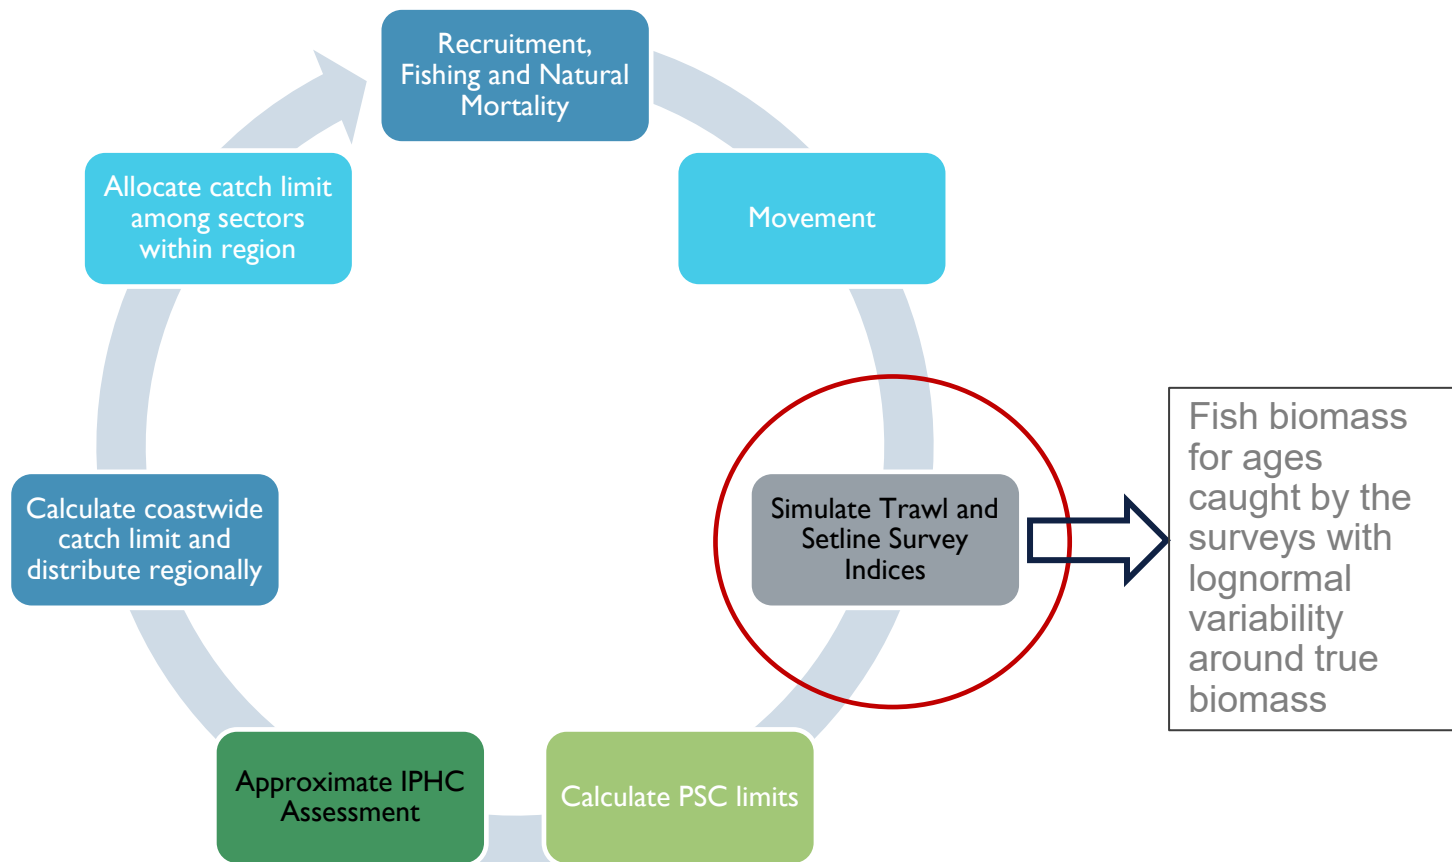 Recruitment,
Fishing and Natural
Mortality
Movement
Simulate Trawl and
Setline Survey
Indices
Fish biomass
for ages
caught by the
surveys with
lognormal
variability
around true
biomass
Calculate PSC limits
Approximate IPHC
Assessment
Calculate coastwide
catch limit and
distribute regionally
Allocate catch limit
among sectors
within region